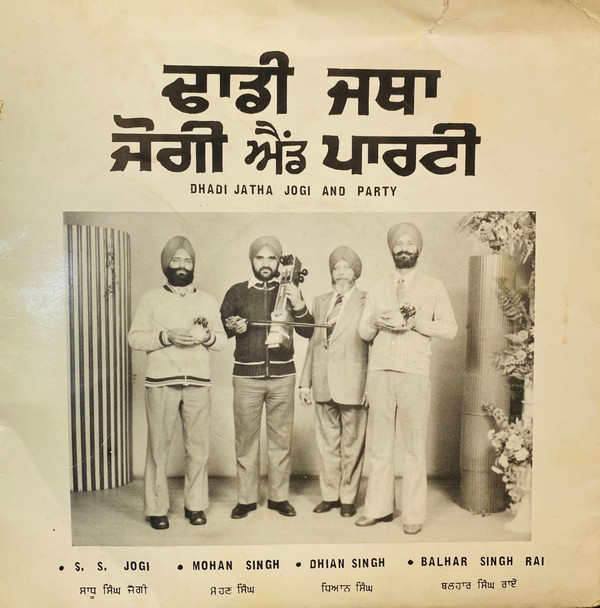 ਢਾਡੀ ਜਥਾ
ਜੋਗੀ ਐਂਡ ਪਾਰਟੀ
DHADI JATHA JOGI AND PARTY
• S. S. JOGI • MOHAN SINGH • DHIAN SINGH • BALHAR SINGH RAI
ਸਾਧੂ ਸਿੰਘ ਜੋਗੀ ਮੋਹਣ ਸਿੰਘ ਧਿਆਨ ਸਿੰਘ ਬਲਹਾਰ ਸਿੰਘ ਰਾਏ